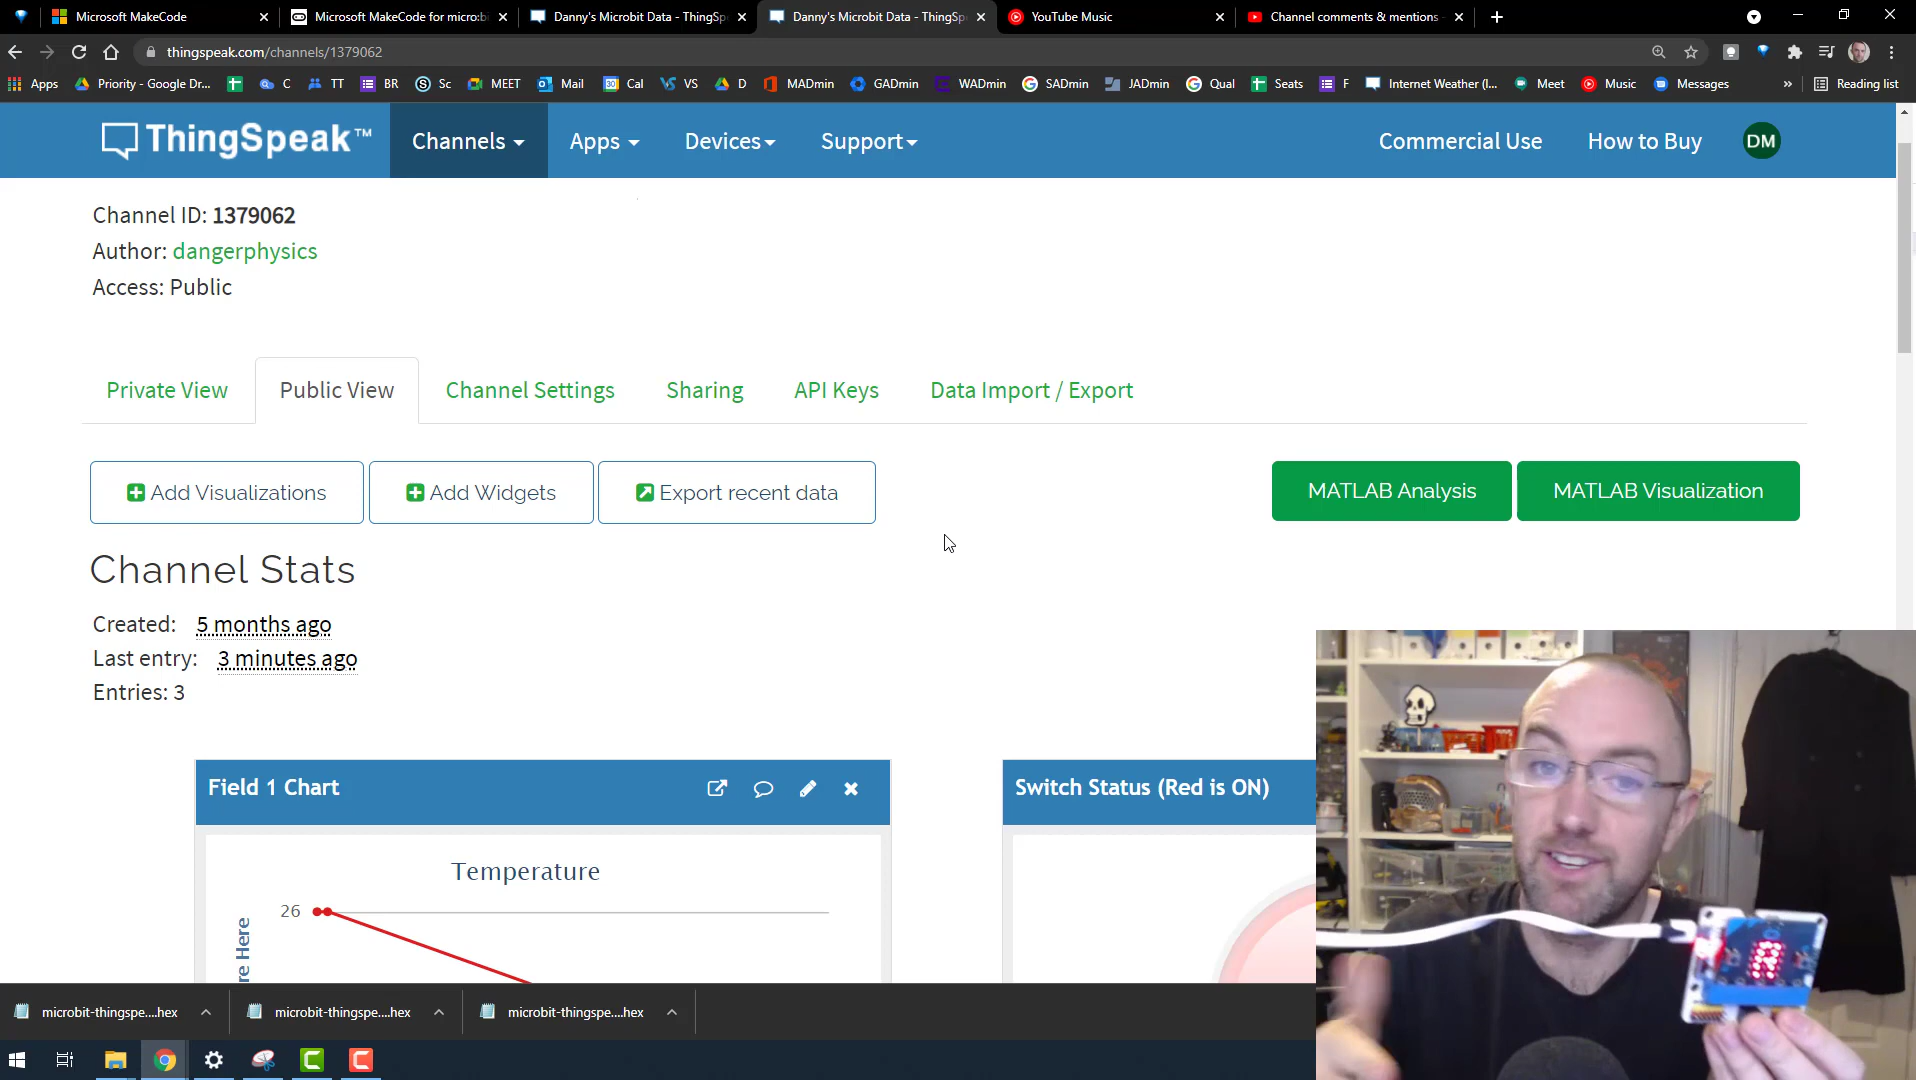 Microsoft MakeCode
Microsoft MakeCode for micro:b
Danny's Microbit Data - ThingSp
Danny's Microbit Data - ThingSp
YouTube Music
Channel comments & mentions
thingspeak.com/channels/1379062
Apps
Priority - Google Dr...
C
TT
BR
Sc
MEET
Mail
Cal
VS
D
MADmin
GADmin
WADmin
SADmin
JADmin
Qual
Seats
F
Internet Weather (I...
Meet
Music
Messages
»
Reading list
ThingSpeak™
Channels
Apps
Devices
Support
Commercial Use
How to Buy
DM
Channel ID: 1379062
Author: dangerphysics
Access: Public
Private View
Public View
Channel Settings
Sharing
API Keys
Data Import / Export
Add Visualizations
Add Widgets
Export recent data
MATLAB Analysis
MATLAB Visualization
Channel Stats
Created: 5 months ago
Last entry: 3 minutes ago
Entries: 3
Field 1 Chart
Switch Status (Red is ON)
Temperature
26
re Here
microbit-thingspe....hex
microbit-thingspe....hex
microbit-thingspe....hex